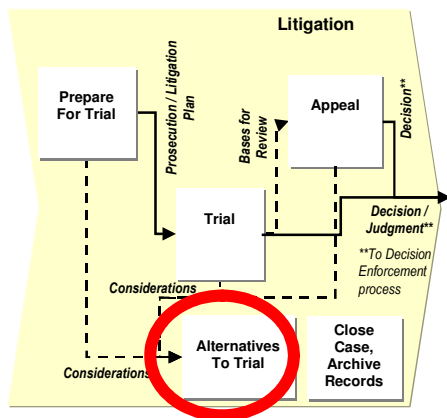 Litigation
Prepare
For Trial
Prosecution / Litigation
Plan
Bases for
Review
Appeal
Decision**
Trial
Decision /
Judgment**
**To Decision
Enforcement
process
Considerations
Alternatives
To Trial
Considerations
Close
Case,
Archive
Records